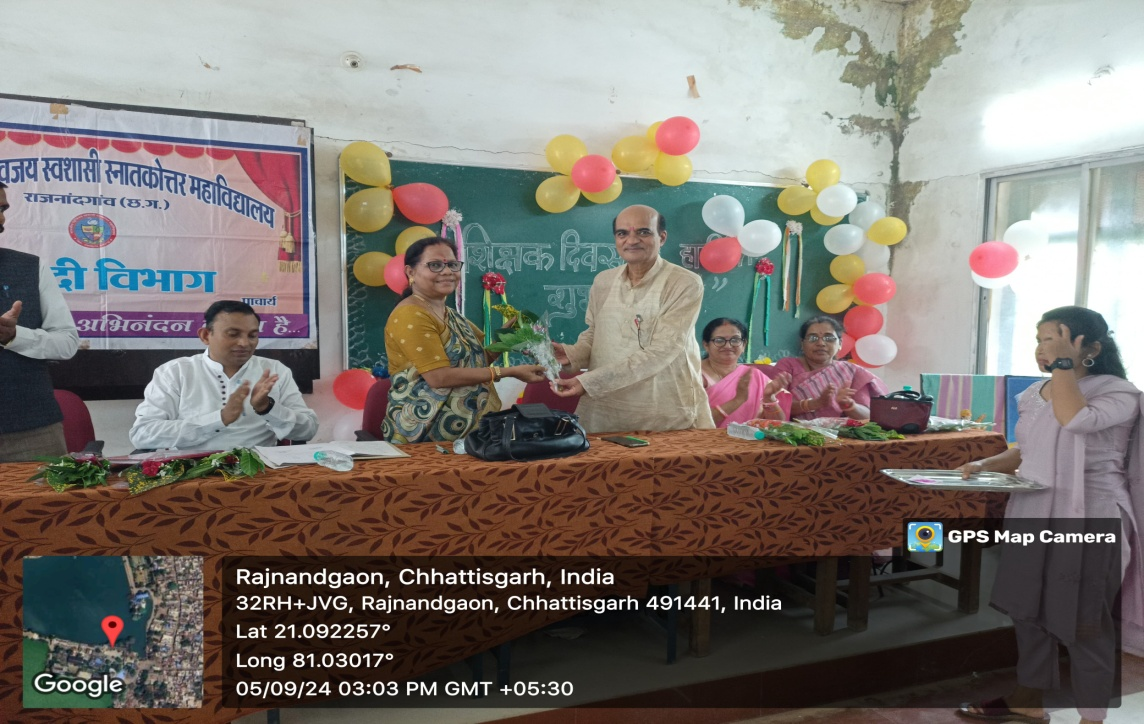 स्वशासी स्नातकोत्तर महाविद्यालय
राजनांदगांव (छ.ग.)
विभाग
प्राचार्य
अभिनंदन
है...
शिक्षक दिवस
GPS Map Camera
Rajnandgaon, Chhattisgarh, India
32RH+JVG, Rajnandgaon, Chhattisgarh 491441, India
Lat 21.092257°
Long 81.03017°
05/09/24 03:03 PM GMT +05:30
Google